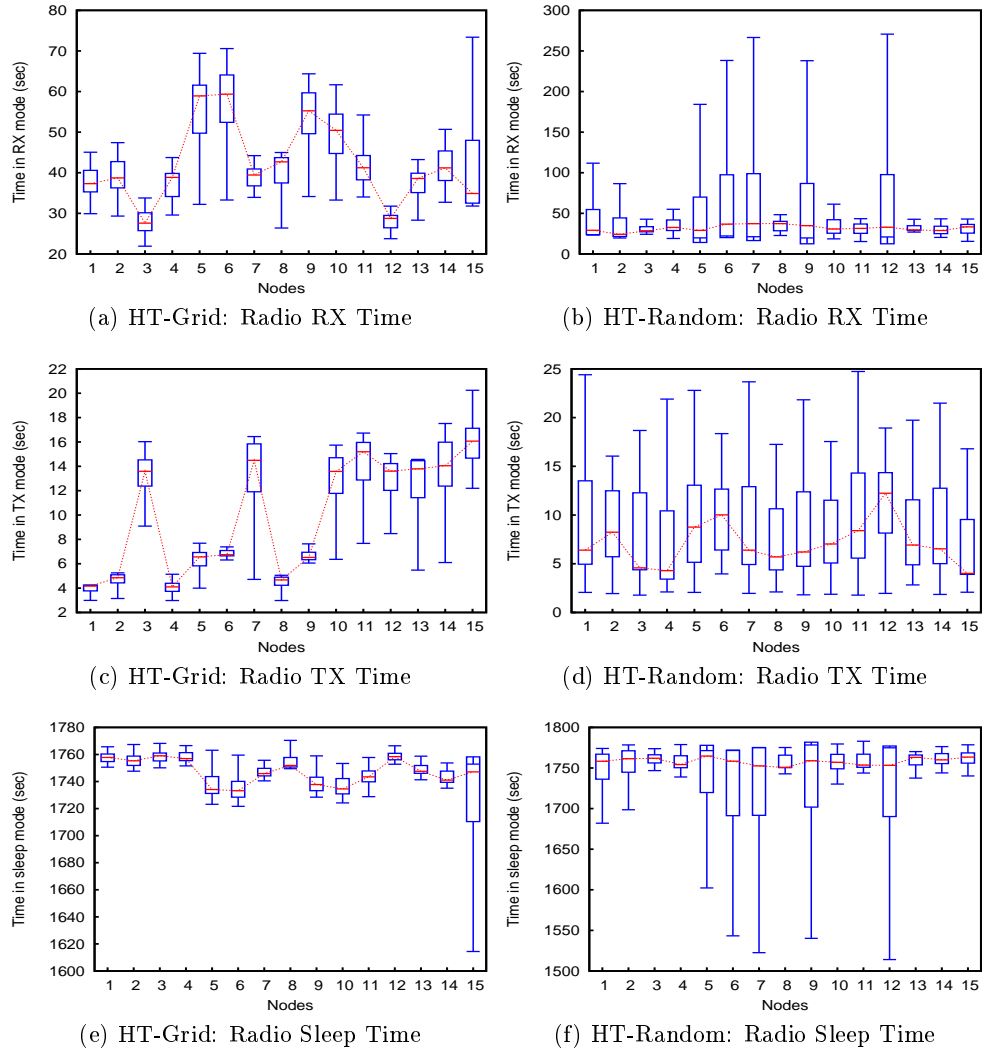 80
70
60
50
40
30
20
Time in RX mode (sec)
1 2 3 4 5 6 7 8 9 10 11 12 13 14 15
Nodes
(a) HT-Grid: Radio RX Time
300
250
200
150
100
50
0
Time in RX mode (sec)
1 2 3 4 5 6 7 8 9 10 11 12 13 14 15
Nodes
(b) HT-Random: Radio RX Time
22
20
18
16
14
12
10
8
6
4
2
Time in TX mode (sec)
1 2 3 4 5 6 7 8 9 10 11 12 13 14 15
Nodes
(c) HT-Grid: Radio TX Time
25
20
15
10
5
0
Time in TX mode (sec)
1 2 3 4 5 6 7 8 9 10 11 12 13 14 15
Nodes
(d) HT-Random: Radio TX Time
1780
1760
1740
1720
1700
1680
1660
1640
1620
1600
Time in sleep mode (sec)
1 2 3 4 5 6 7 8 9 10 11 12 13 14 15
Nodes
(e) HT-Grid: Radio Sleep Time
1800
1750
1700
1650
1600
1550
1500
Time in sleep mode (sec)
1 2 3 4 5 6 7 8 9 10 11 12 13 14 15
Nodes
(f) HT-Random: Radio Sleep Time